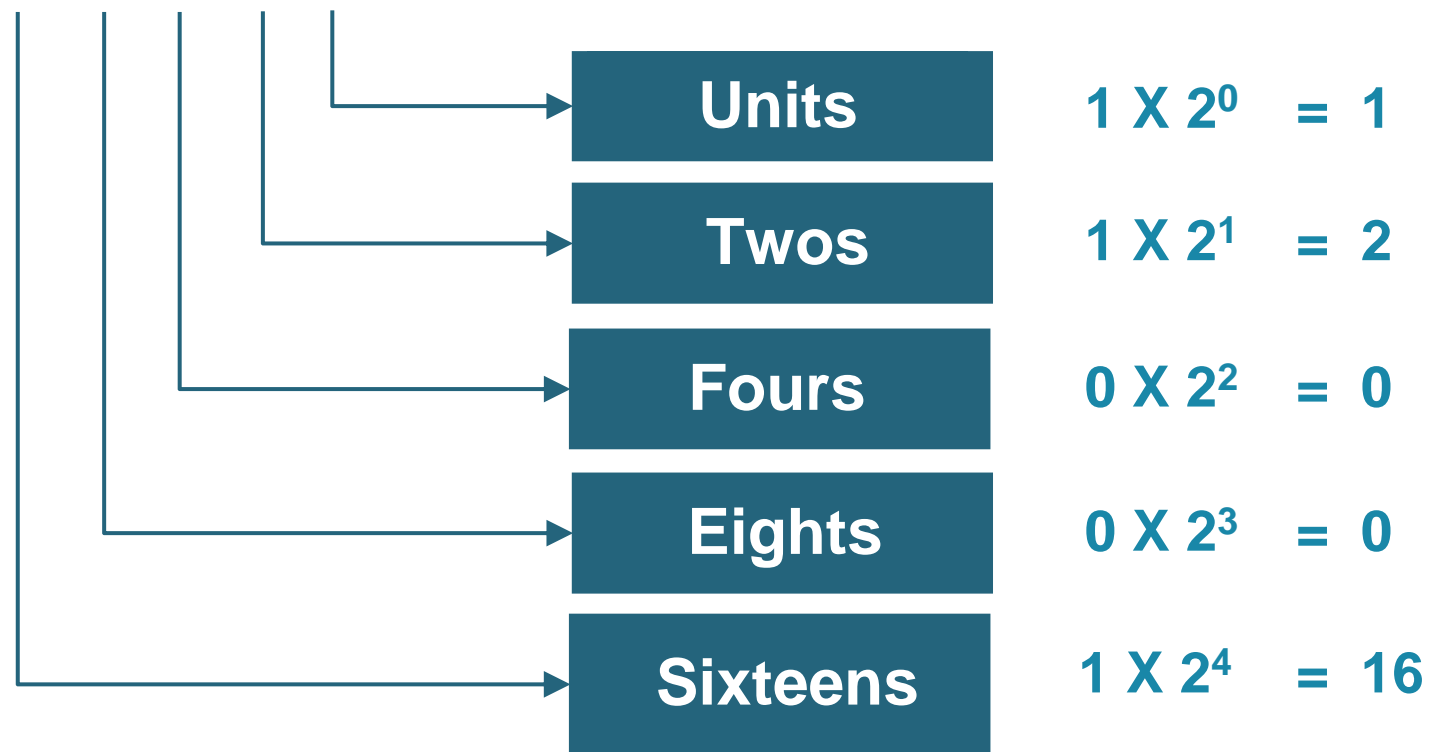 Units 1 X 2⁰ = 1
Twos 1 X 2¹ = 2
Fours 0 X 2² = 0
Eights 0 X 2³ = 0
Sixteens 1 X 2⁴ = 16